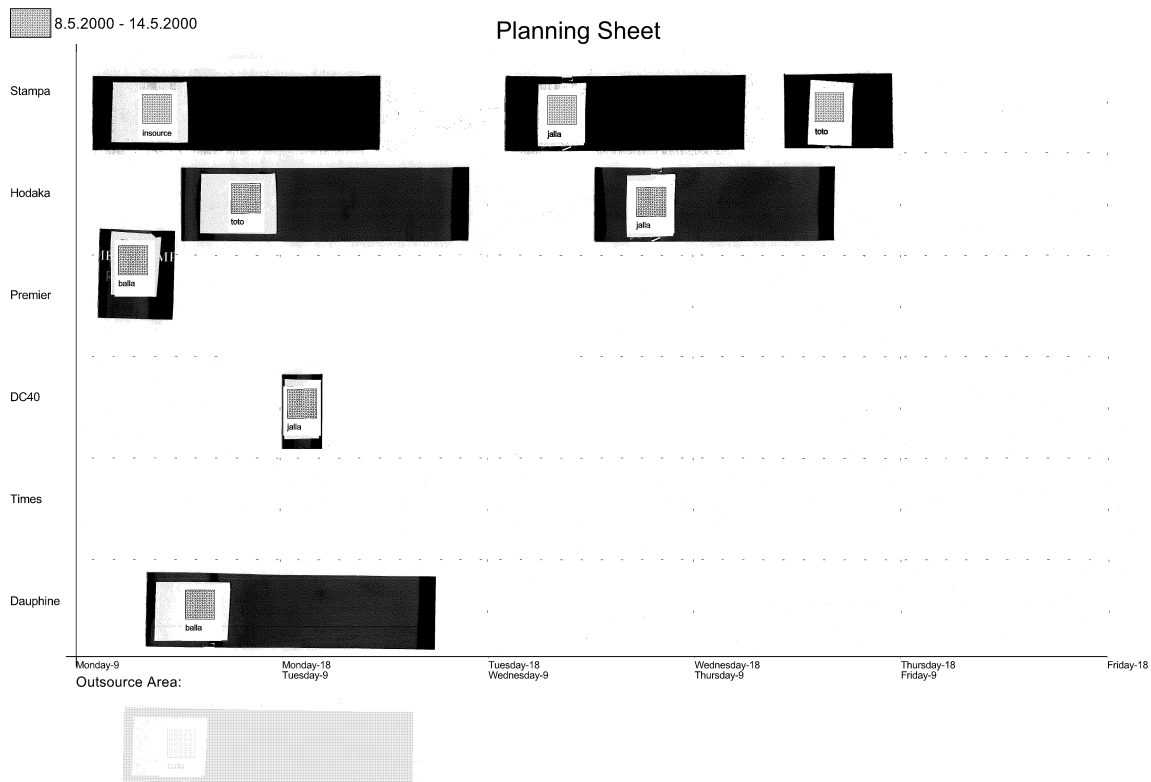 8.5.2000 - 14.5.2000
Planning Sheet
Stampa
insource
jalla
toto
Hodaka
toto
jalla
balla
Premier
DC40
jalla
Times
Dauphine
balla
Monday-9
Monday-18
Tuesday-18
Wednesday-18
Thursday-18
Friday-18
Tuesday-9
Wednesday-9
Thursday-9
Friday-9
Outsource Area:
balla